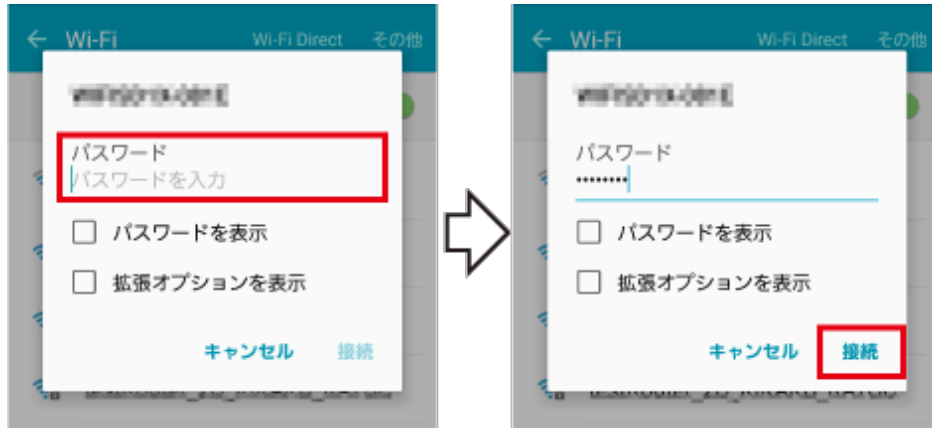 Wi-Fi Wi-Fi Direct その他
パスワード
パスワードを入力
パスワードを表示
拡張オプションを表示
キャンセル 接続
Wi-Fi Wi-Fi Direct その他
パスワード
••••••••
パスワードを表示
拡張オプションを表示
キャンセル 接続